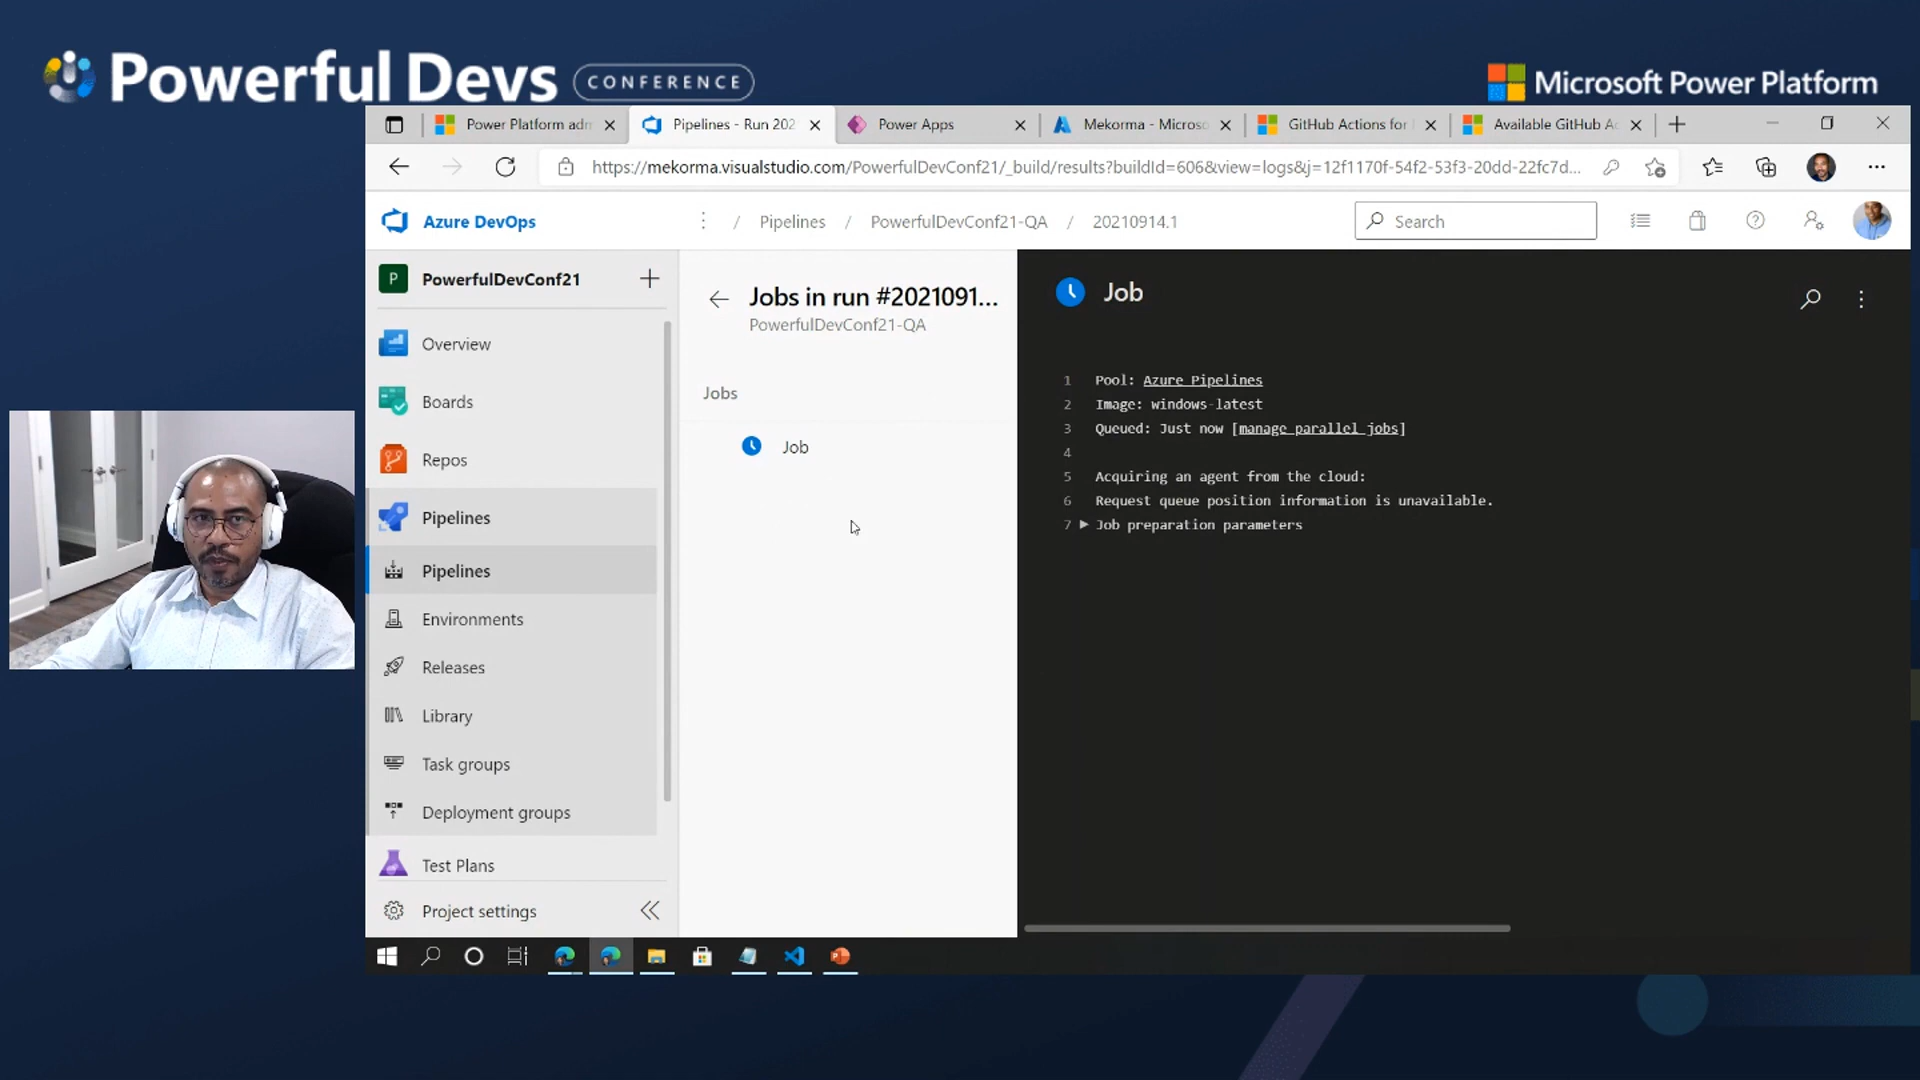 Powerful Devs CONFERENCE
Microsoft Power Platform
Power Platform adm
Pipelines - Run 202
Power Apps
Mekorma - Microso
GitHub Actions for
Available GitHub Ac
https://mekorma.visualstudio.com/PowerfulDevConf21/_build/results?buildId=606&view=logs&j=12f1170f-54f2-53f3-20dd-22fc7d...
Azure DevOps
/ Pipelines / PowerfulDevConf21-QA / 20210914.1
Search
P PowerfulDevConf21
Overview
Boards
Repos
Pipelines
Pipelines
Environments
Releases
Library
Task groups
Deployment groups
Test Plans
Project settings
Jobs in run #2021091...
PowerfulDevConf21-QA
Jobs
Job
Job
1 Pool: Azure Pipelines
2 Image: windows-latest
3 Queued: Just now [manage parallel jobs]
4
5 Acquiring an agent from the cloud:
6 Request queue position information is unavailable.
7 Job preparation parameters